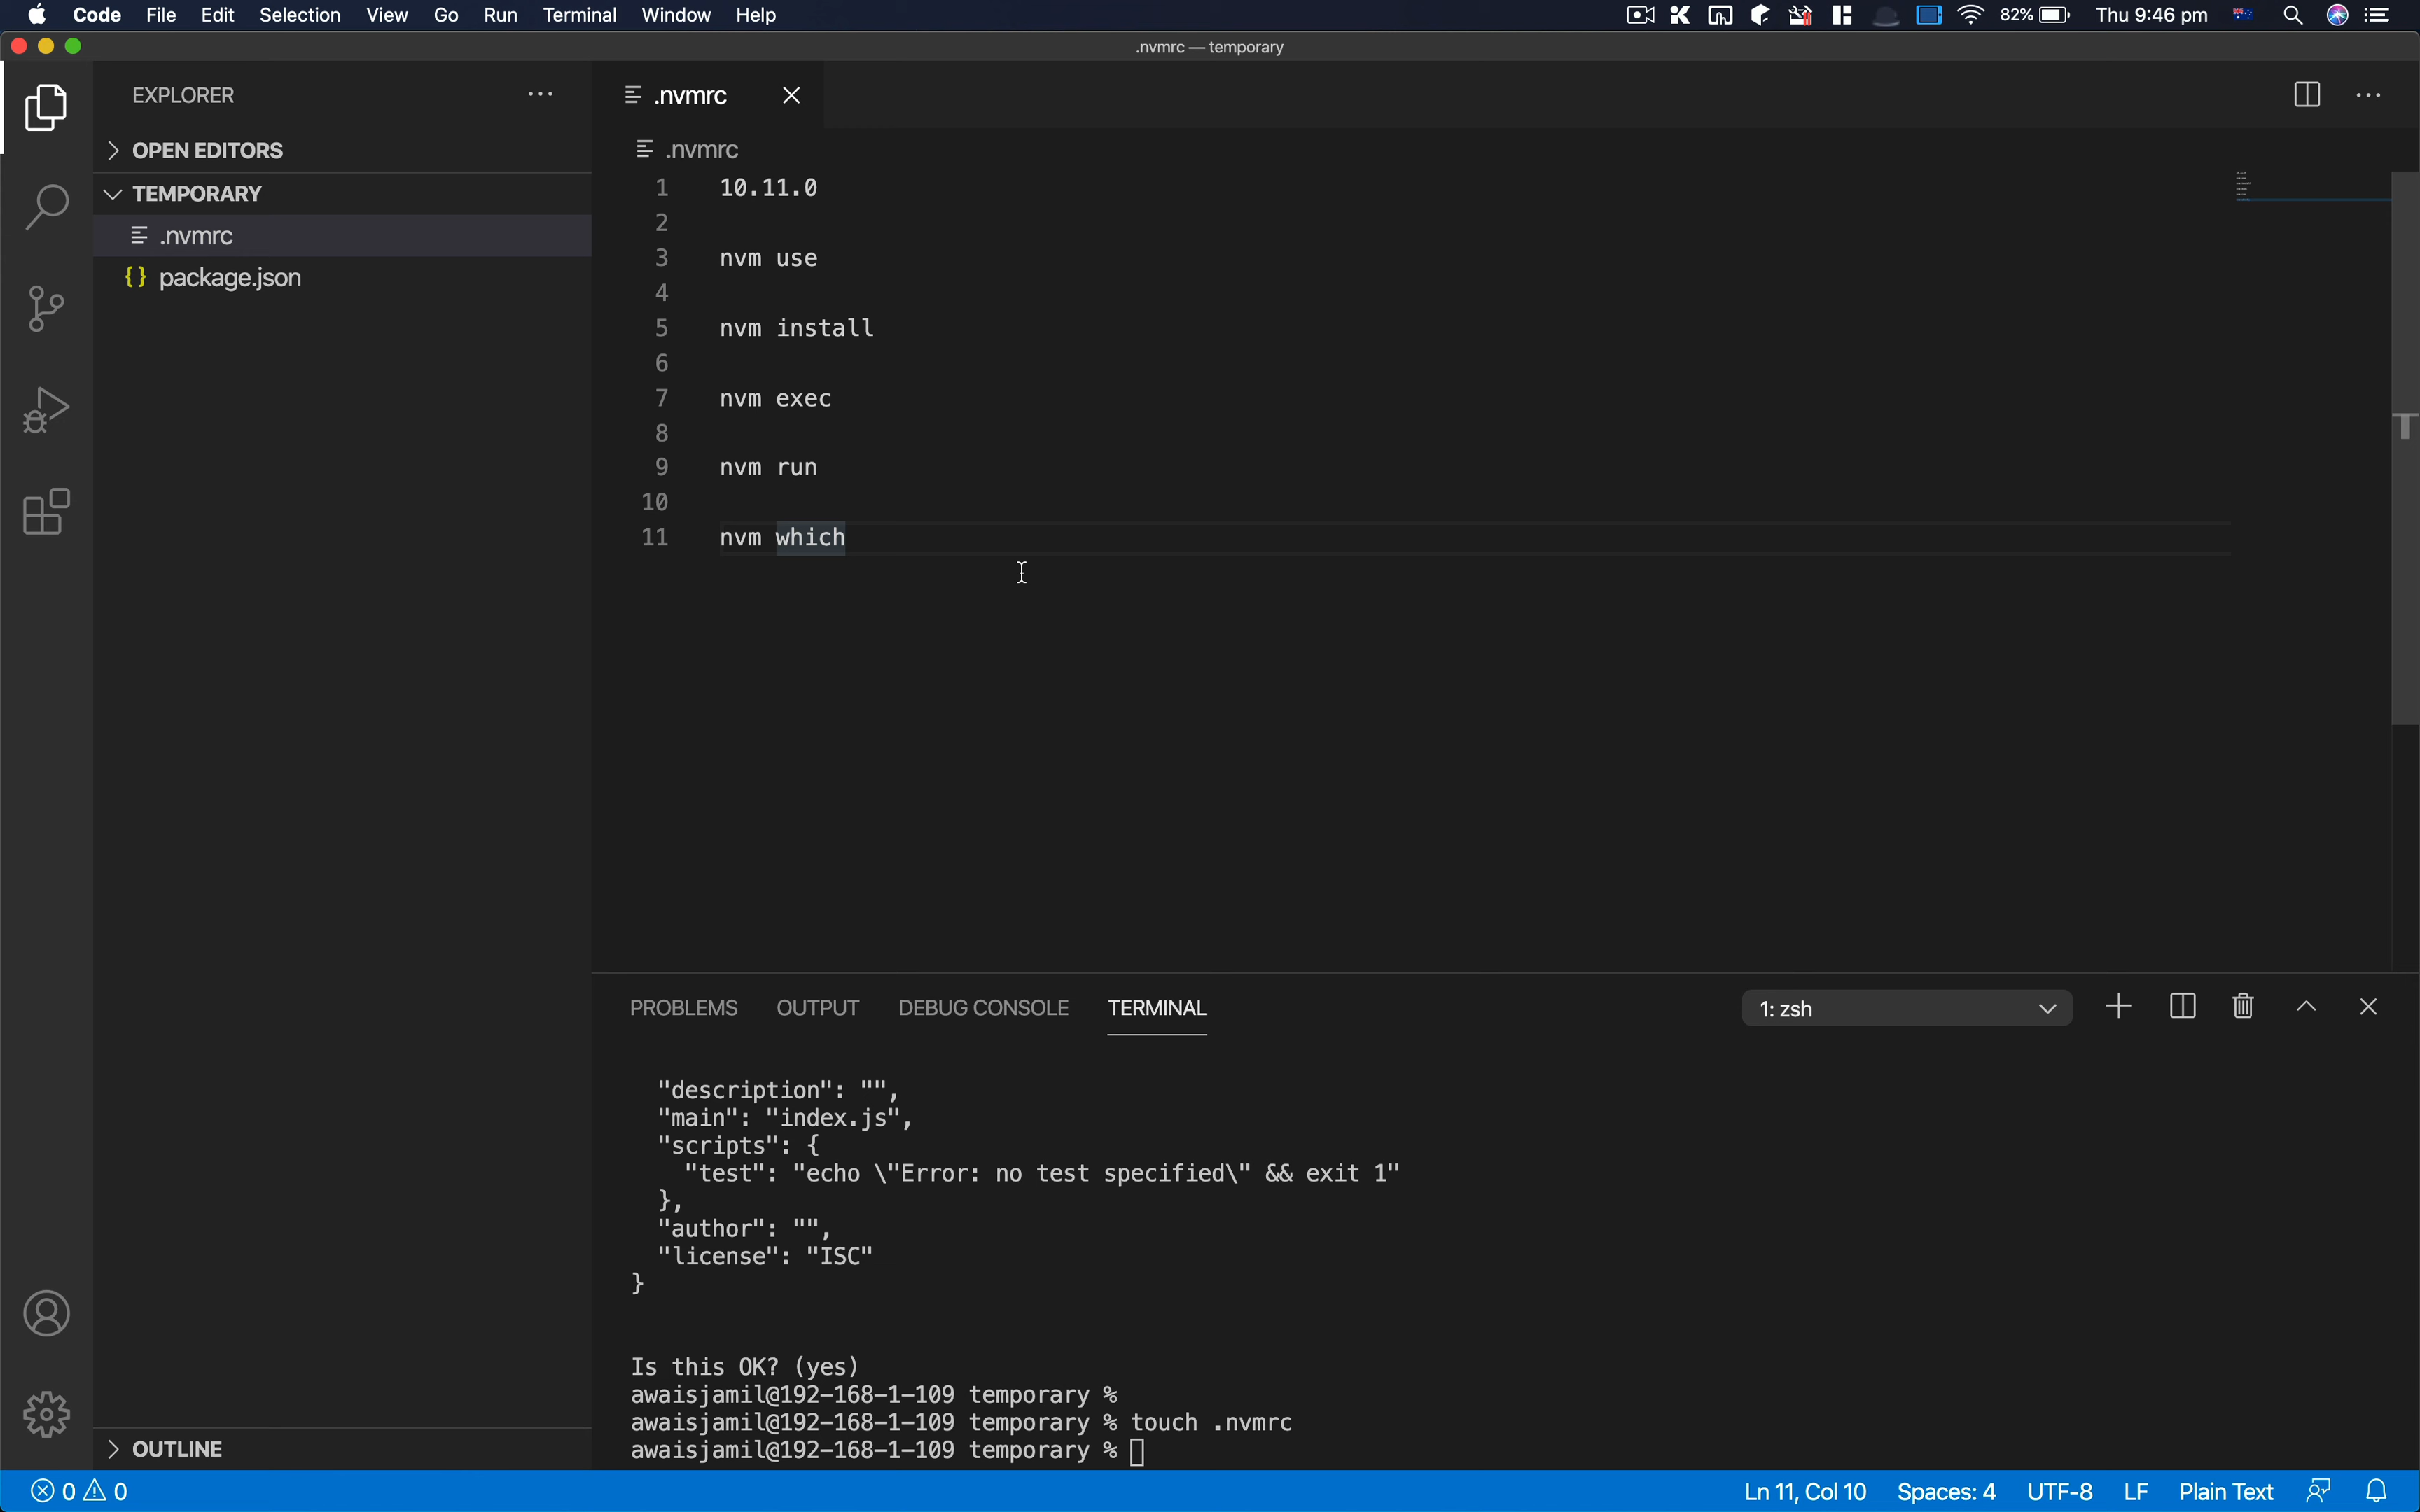 Code File Edit Selection View Go Run Terminal Window Help
82% Thu 9:46 pm
.nvmrc — temporary
EXPLORER
OPEN EDITORS
TEMPORARY
.nvmrc
package.json
OUTLINE
.nvmrc
.nvmrc
1 10.11.0
2
3 nvm use
4
5 nvm install
6
7 nvm exec
8
9 nvm run
10
11 nvm which
PROBLEMS OUTPUT DEBUG CONSOLE TERMINAL
1: zsh
"description": "",
"main": "index.js",
"scripts": {
"test": "echo \"Error: no test specified\" && exit 1"
},
"author": "",
"license": "ISC"
}
Is this OK? (yes)
awaisjamil@192-168-1-109 temporary %
awaisjamil@192-168-1-109 temporary % touch .nvmrc
awaisjamil@192-168-1-109 temporary %
0 0
Ln 11, Col 10 Spaces: 4 UTF-8 LF Plain Text